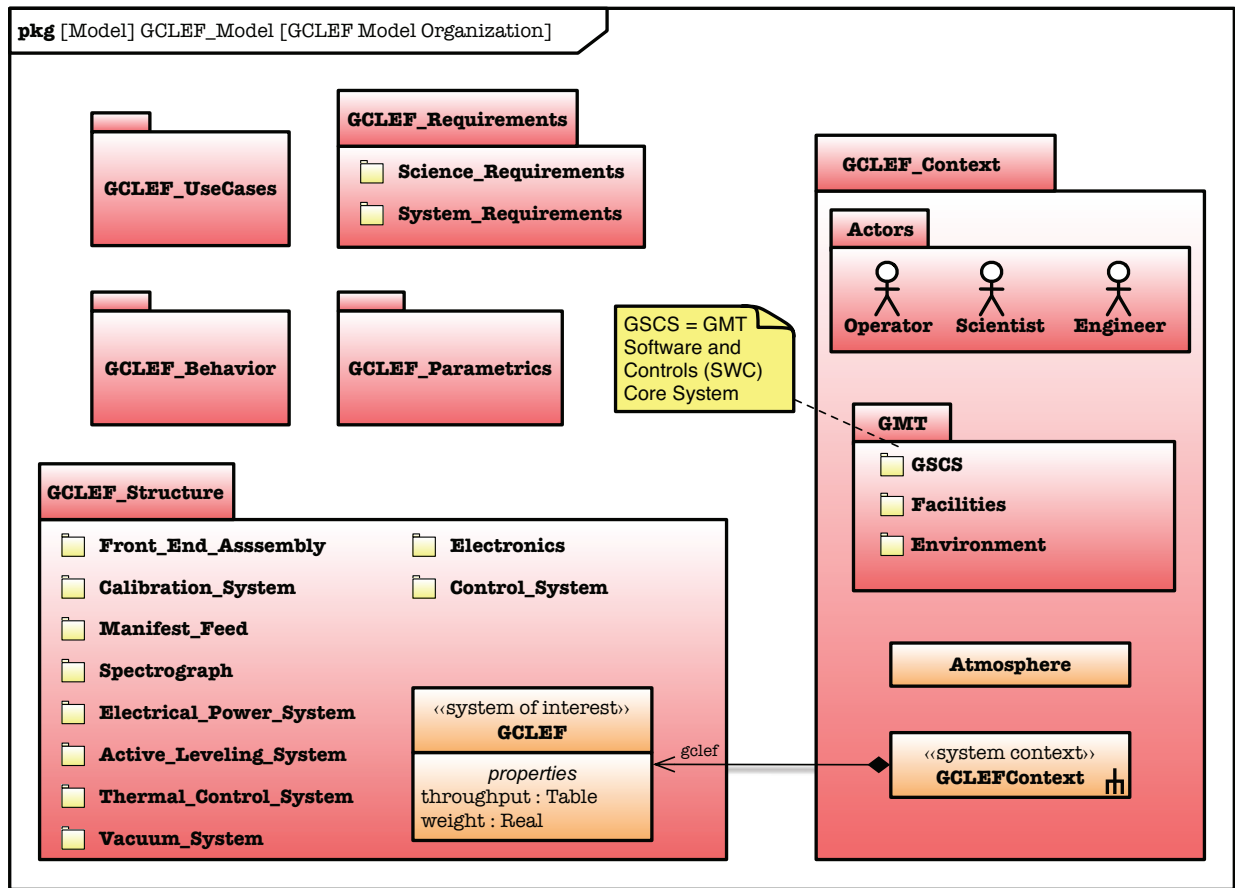 pkg [Model] GCLEF_Model [GCLEF Model Organization]
GCLEF_UseCases
GCLEF_Requirements
Science_Requirements
System_Requirements
GCLEF_Behavior
GCLEF_Parametrics
GSCS = GMT
Software and
Controls (SWC)
Core System
GCLEF_Context
Actors
Operator
Scientist
Engineer
GMT
GSCS
Facilities
Environment
Atmosphere
‹‹system context››
GCLEFContext
gclef
GCLEF_Structure
Front_End_Asssembly
Calibration_System
Manifest_Feed
Spectrograph
Electrical_Power_System
Active_Leveling_System
Thermal_Control_System
Vacuum_System
Electronics
Control_System
‹‹system of interest››
GCLEF
properties
throughput : Table
weight : Real